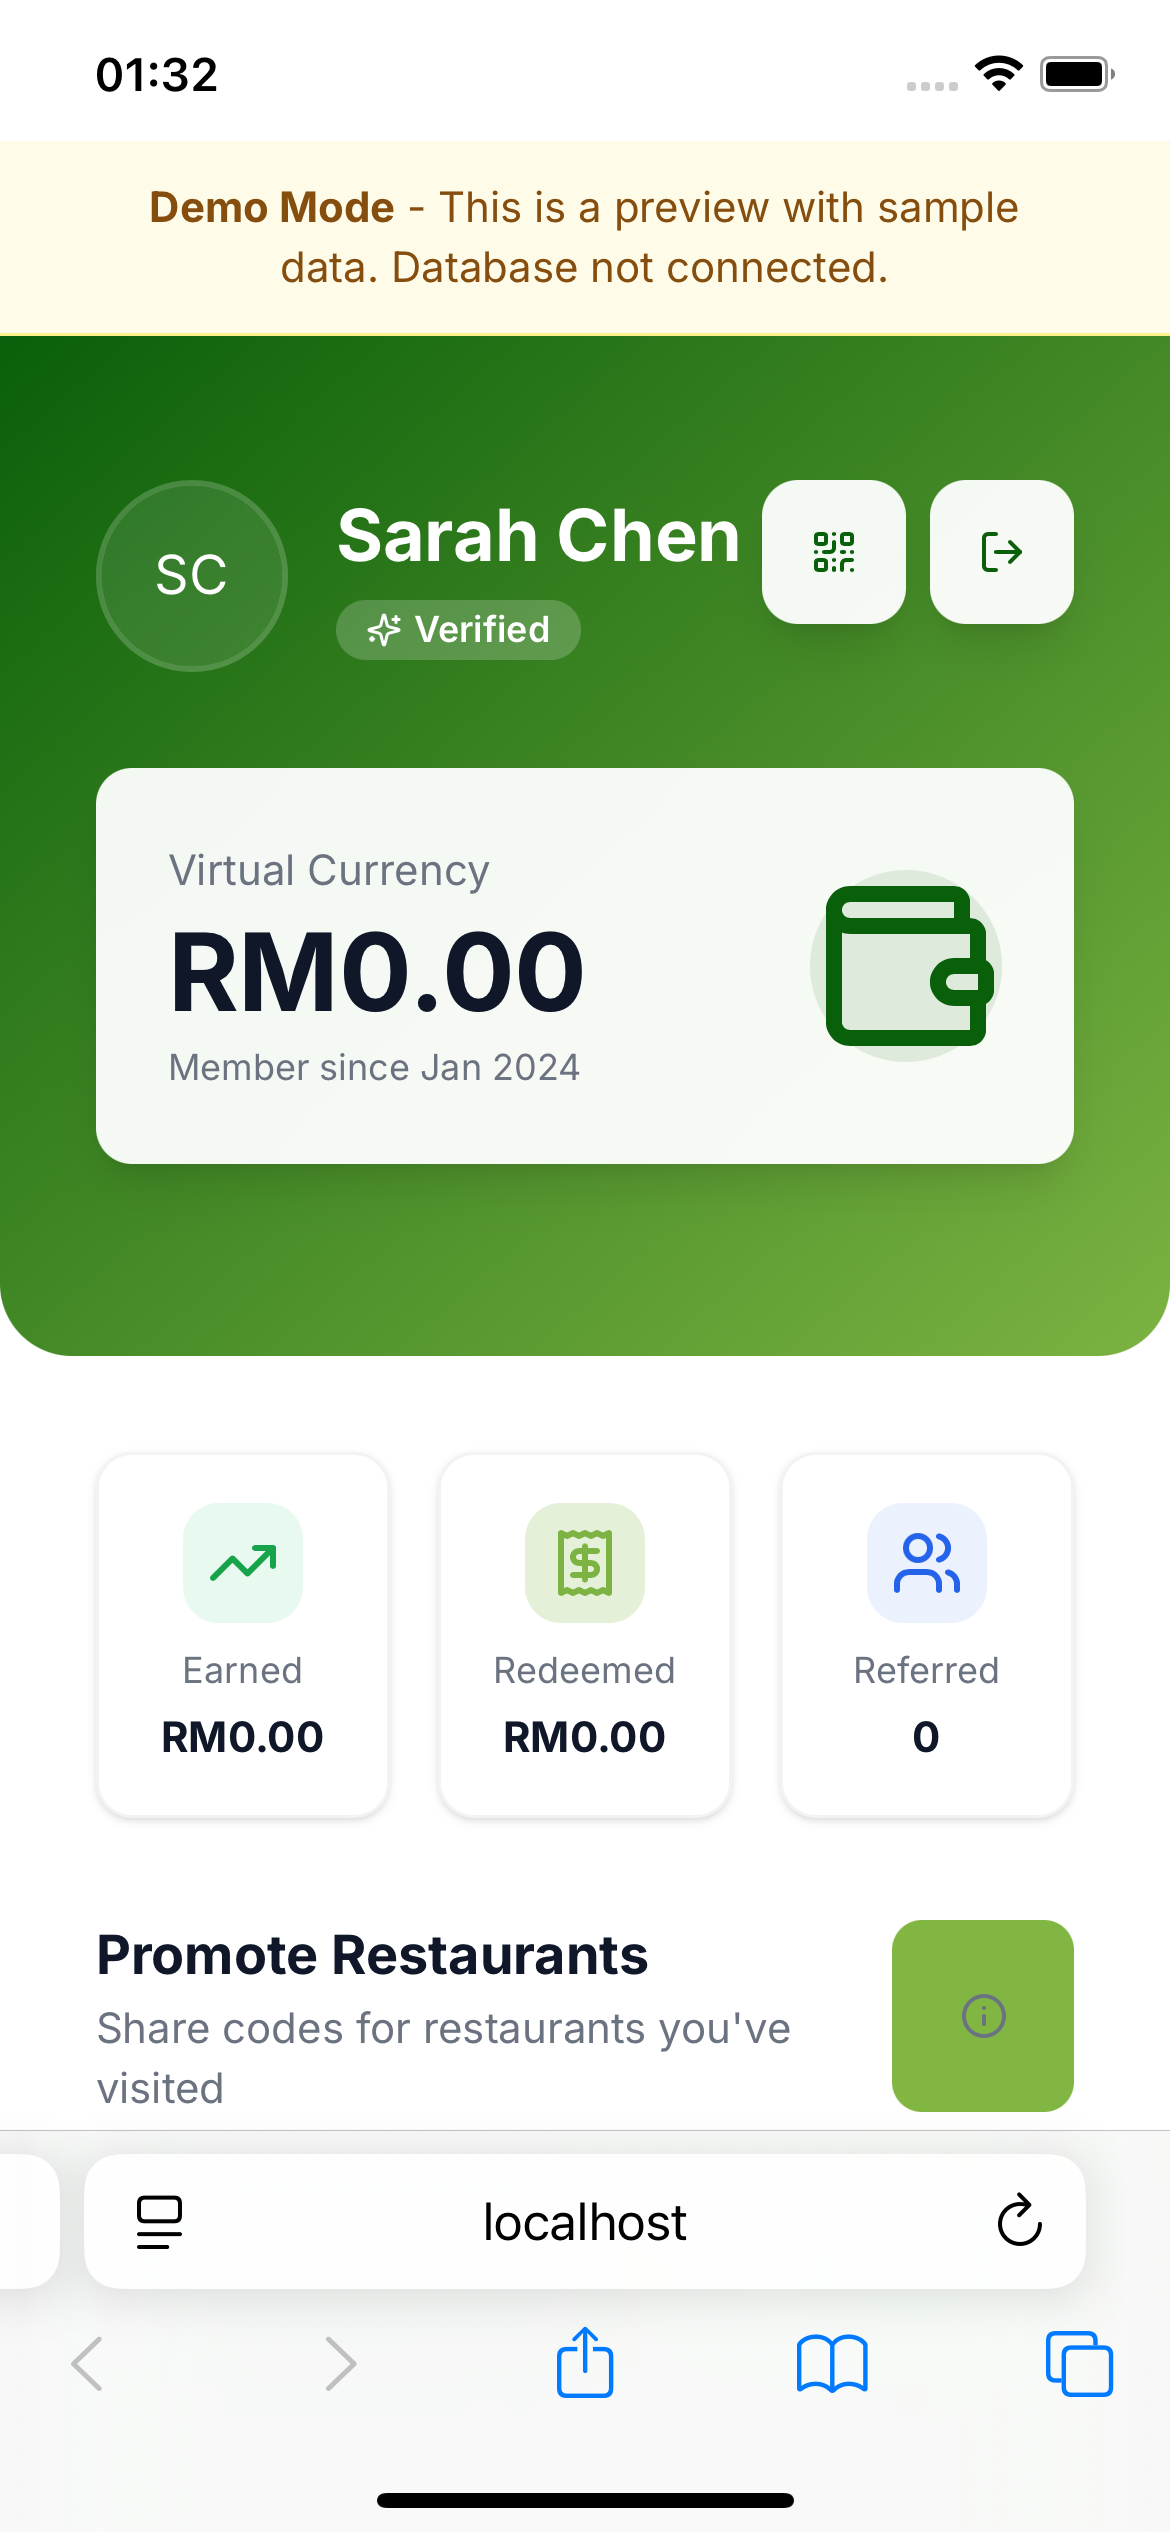 01:32
Demo Mode - This is a preview with sample
data. Database not connected.
SC
Sarah Chen
Verified
Virtual Currency
RM0.00
Member since Jan 2024
Earned
RM0.00
Redeemed
RM0.00
Referred
0
Promote Restaurants
Share codes for restaurants you've
visited
localhost